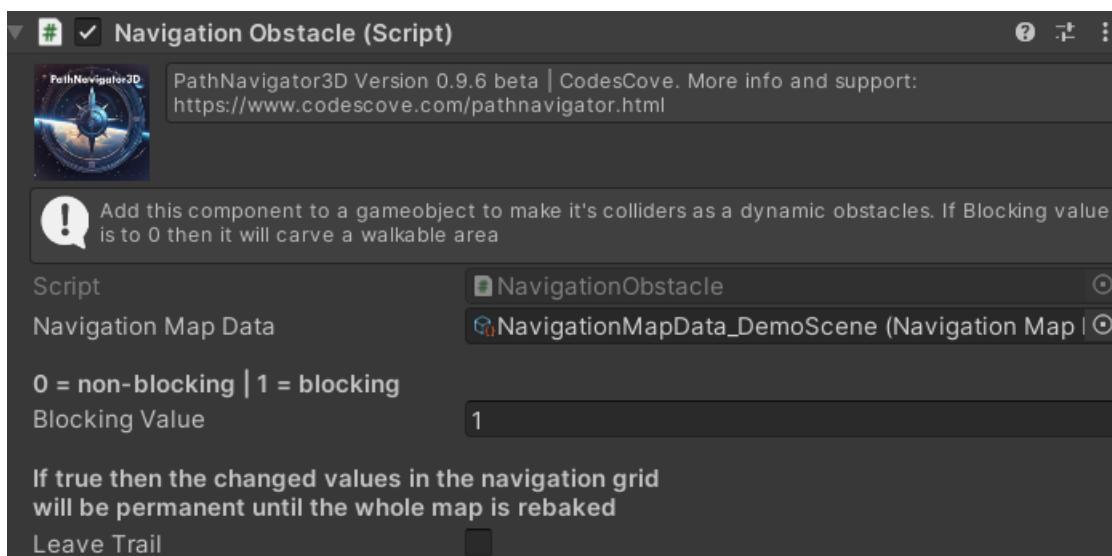 Navigation Obstacle (Script)
PathNavigator3D
PathNavigator3D Version 0.9.6 beta | CodesCove. More info and support:
https://www.codescove.com/pathnavigator.html
Add this component to a gameobject to make it's colliders as a dynamic obstacles. If Blocking value
is to 0 then it will carve a walkable area
Script
NavigationObstacle
Navigation Map Data
NavigationMapData_DemoScene (Navigation Map
0 = non-blocking | 1 = blocking
Blocking Value
1
If true then the changed values in the navigation grid
will be permanent until the whole map is rebaked
Leave Trail